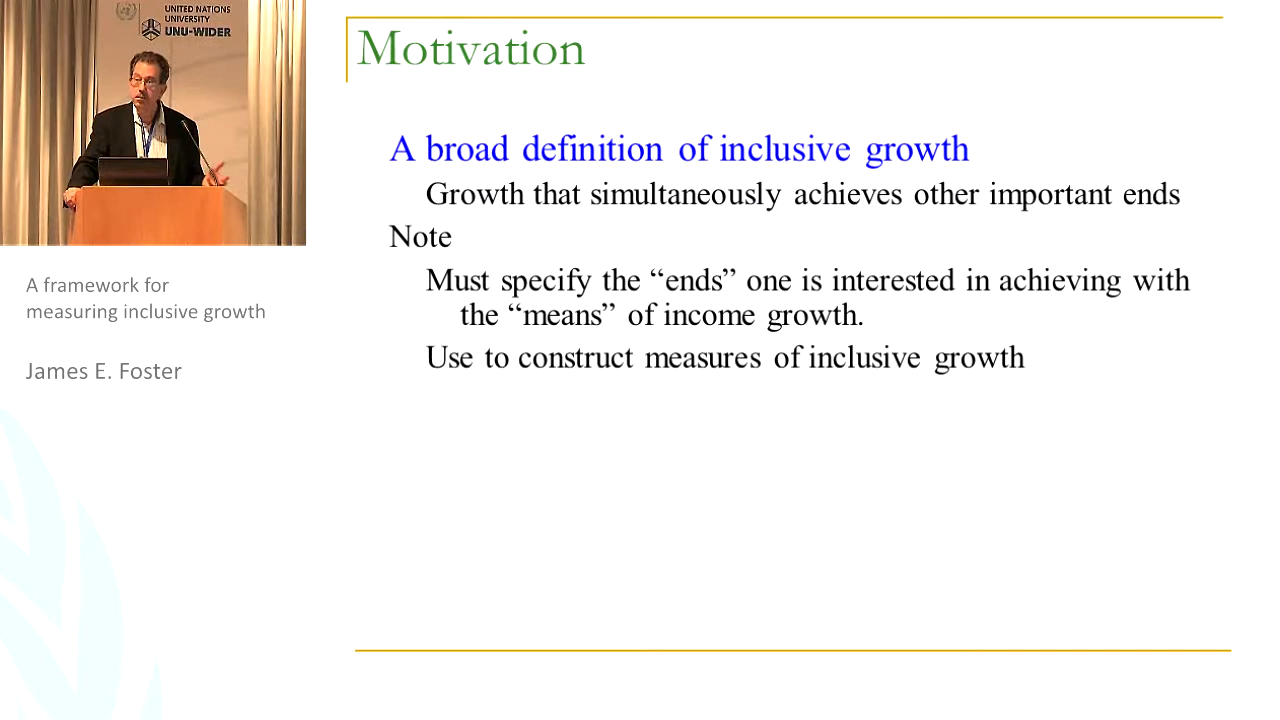 UNITED NATIONS
UNIVERSITY
UNU-WIDER
A framework for
measuring inclusive growth
James E. Foster
Motivation
A broad definition of inclusive growth
Growth that simultaneously achieves other important ends
Note
Must specify the “ends” one is interested in achieving with
the “means” of income growth.
Use to construct measures of inclusive growth